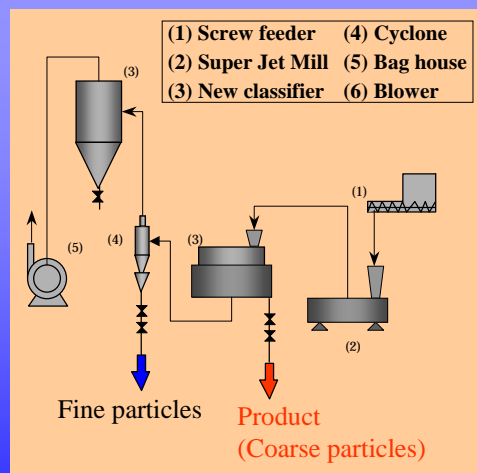 (1) Screw feeder (4) Cyclone
(2) Super Jet Mill (5) Bag house
(3) New classifier (6) Blower
(3)
(1)
(5)
(4)
(3)
(2)
Fine particles
Product
(Coarse particles)